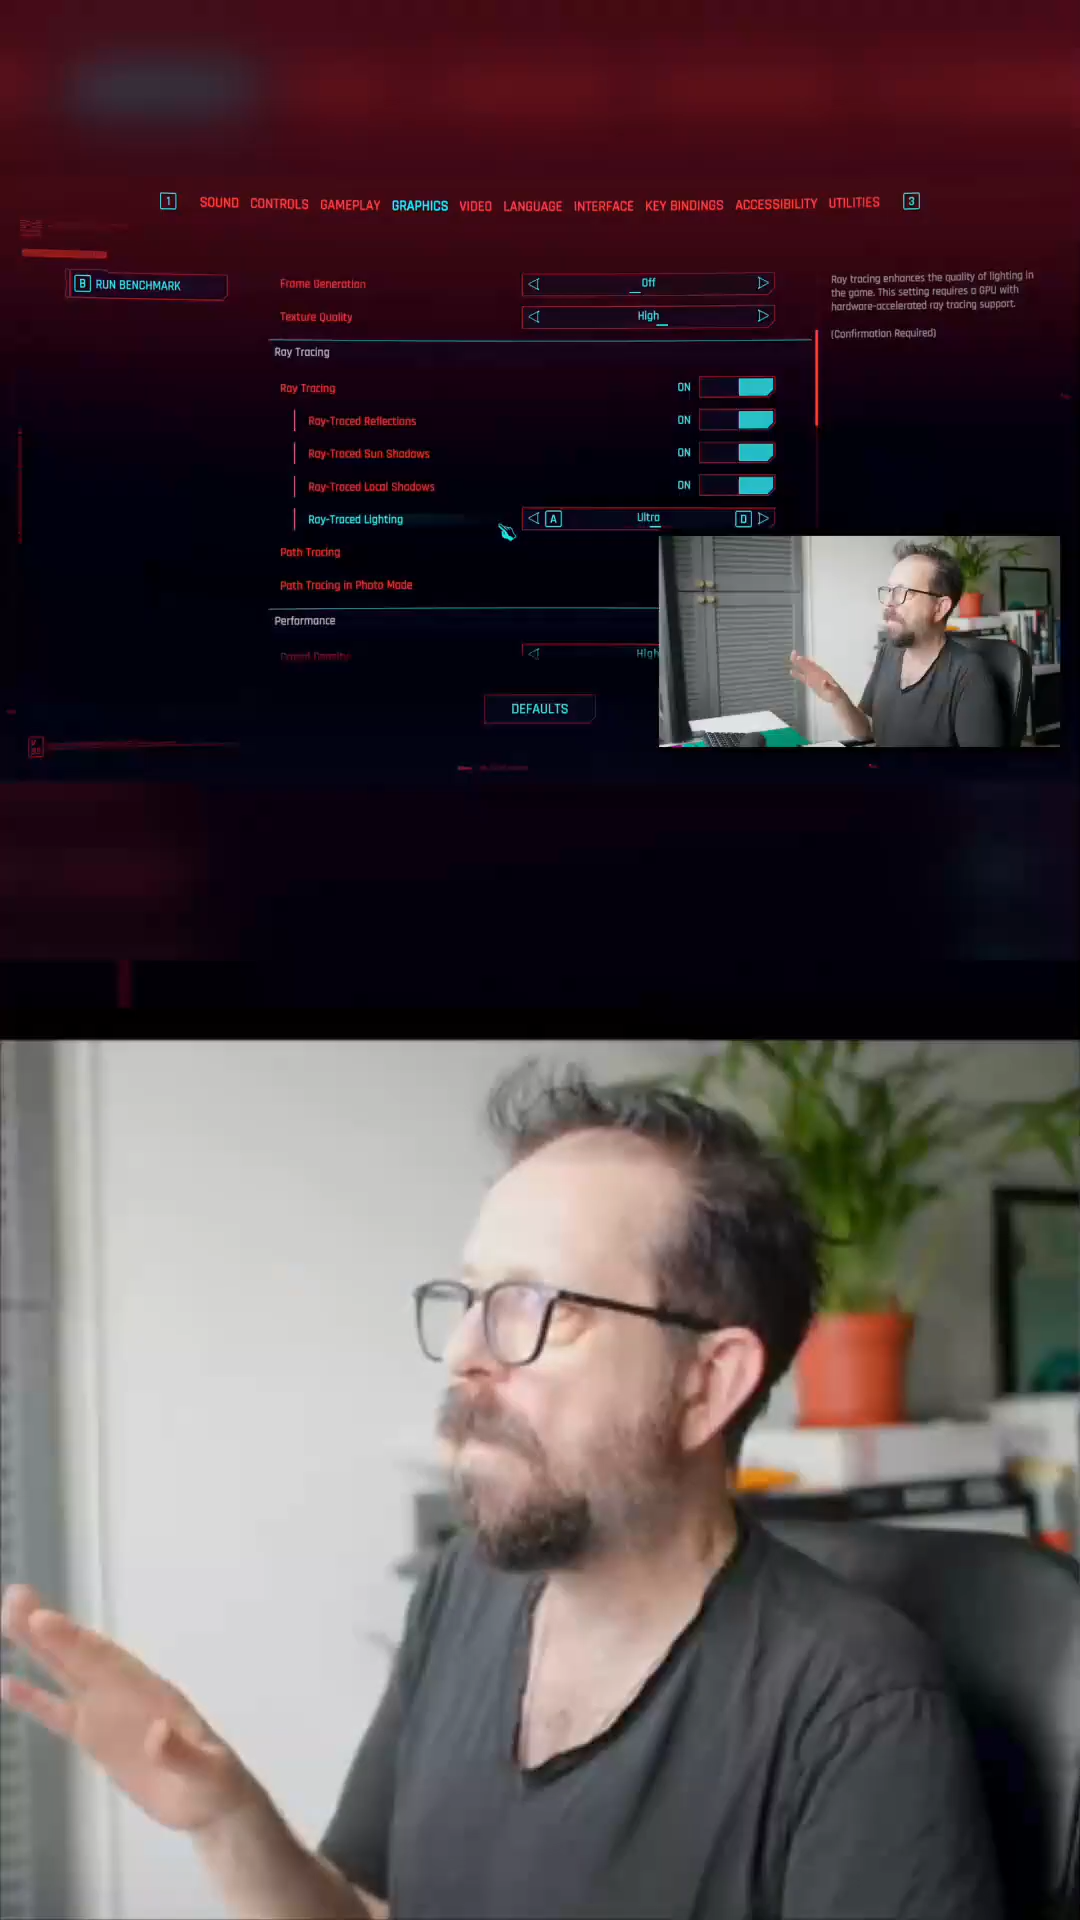 1 SOUND CONTROLS GAMEPLAY GRAPHICS VIDEO LANGUAGE INTERFACE KEY BINDINGS ACCESSIBILITY UTILITIES 3
B RUN BENCHMARK
Frame Generation Off
Texture Quality High
Ray Tracing
Ray Tracing ON
Ray-Traced Reflections ON
Ray-Traced Sun Shadows ON
Ray-Traced Local Shadows ON
Ray-Traced Lighting A Ultra D
Path Tracing
Path Tracing in Photo Mode
Performance
Crowd Density High
DEFAULTS
Ray tracing enhances the quality of lighting in
the game. This setting requires a GPU with
hardware-accelerated ray tracing support.
(Confirmation Required)